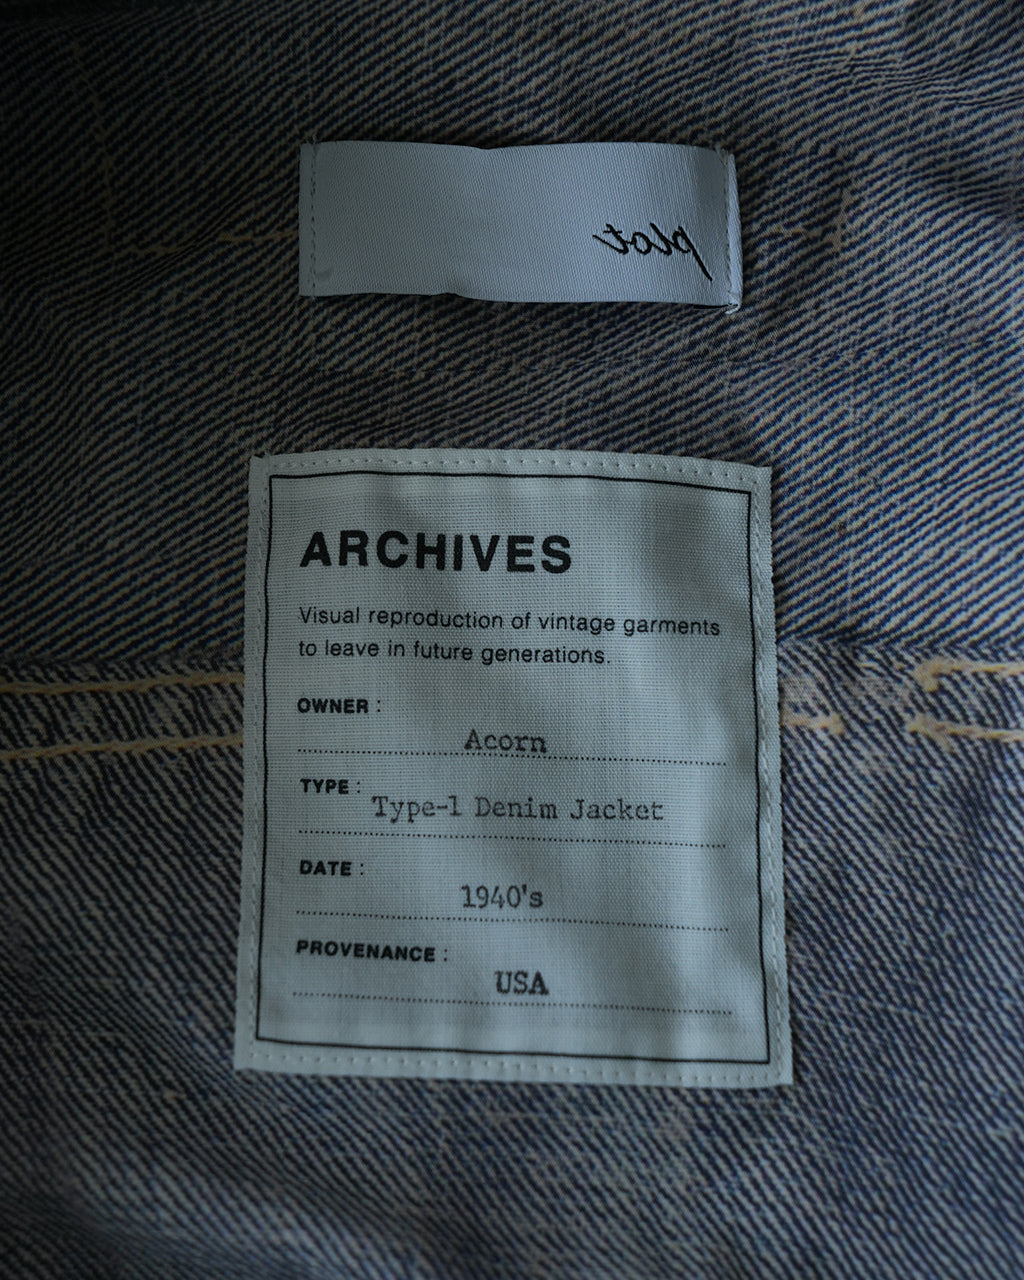 plot
ARCHIVES
Visual reproduction of vintage garments
to leave in future generations.
OWNER :
Acorn
TYPE :
Type-1 Denim Jacket
DATE :
1940's
PROVENANCE :
USA